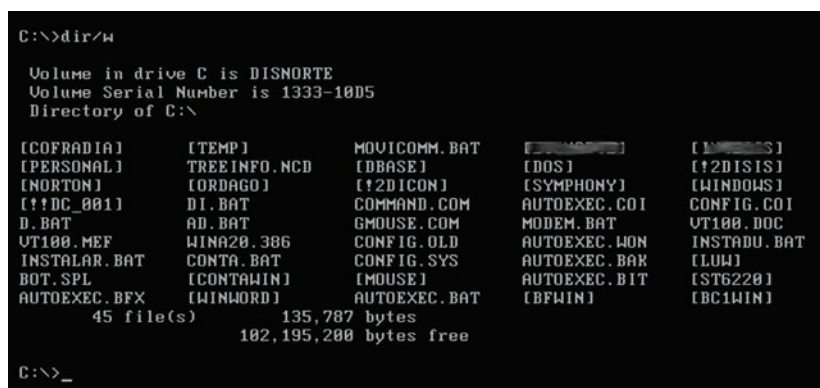 C:\>dir/w
Volume in drive C is DISNORTE
Volume Serial Number is 1333-10D5
Directory of C:\
[COFRADIA] [TEMP] MOVICOMM.BAT
[PERSONAL] TREEINFO.NCD [DBASE] [DOS] [!2DISIS]
[NORTON] [ORDAGO] [!2DICON] [SYMPHONY] [WINDOWS]
[!!DC_001] DI.BAT COMMAND.COM AUTOEXEC.COI CONFIG.COI
D.BAT AD.BAT GMOUSE.COM MODEM.BAT VT100.DOC
VT100.MEF WINA20.386 CONFIG.OLD AUTOEXEC.WON INSTADU.BAT
INSTALAR.BAT CONTA.BAT CONFIG.SYS AUTOEXEC.BAK [LUW]
BOT.SPL [CONTAWIN] [MOUSE] AUTOEXEC.BIT [ST6220]
AUTOEXEC.BFX [WINWORD] AUTOEXEC.BAT [BFWIN] [BC1WIN]
45 file(s) 135,787 bytes
102,195,200 bytes free
C:\>_